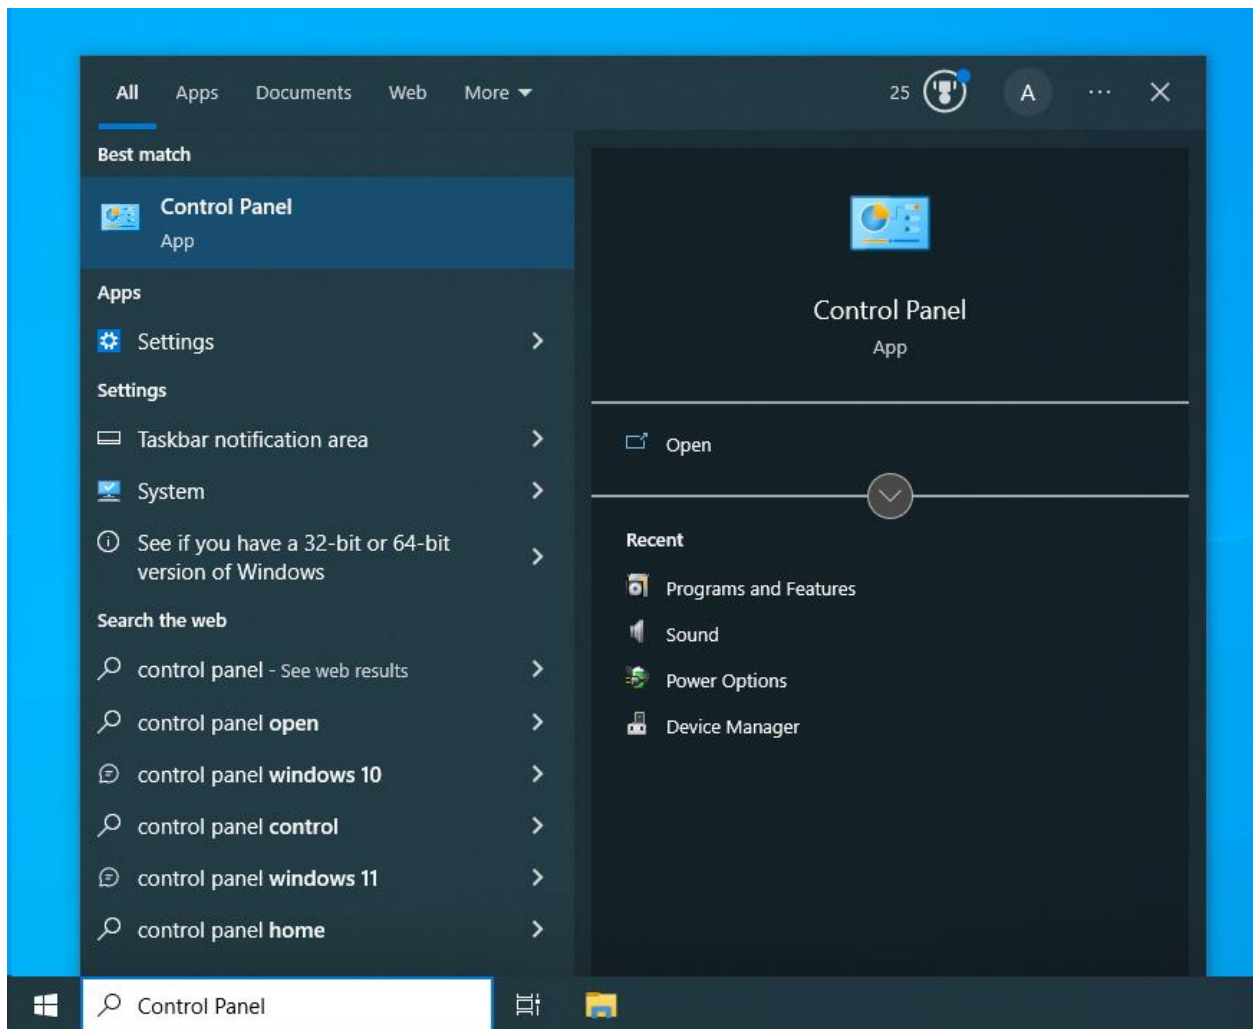 All Apps Documents Web More 25 A ...
Best match
Control Panel
App
Apps
Settings
Settings
Taskbar notification area
System
See if you have a 32-bit or 64-bit
version of Windows
Search the web
control panel - See web results
control panel open
control panel windows 10
control panel control
control panel windows 11
control panel home
Control Panel
App
Open
Recent
Programs and Features
Sound
Power Options
Device Manager
Control Panel